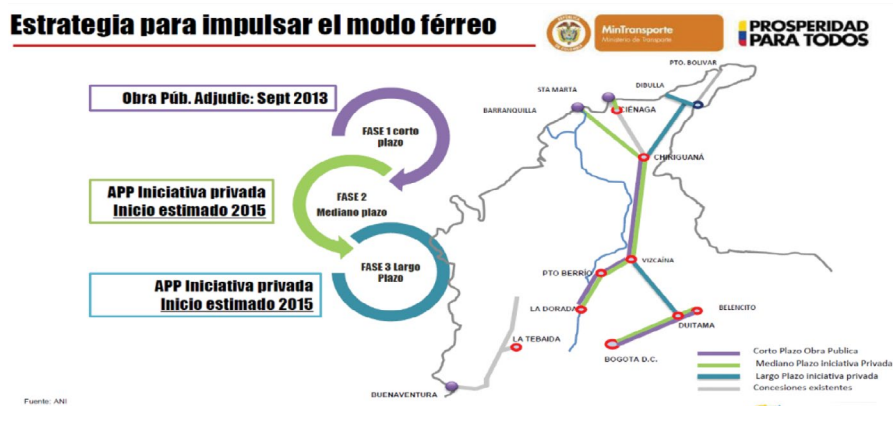 Estrategia para impulsar el modo férreo
MinTransporte
Ministerio de Transporte
PROSPERIDAD
PARA TODOS
Obra Púb. Adjudic: Sept 2013
FASE 1 corto
plazo
APP Iniciativa privada
Inicio estimado 2015
FASE 2
Mediano plazo
APP Iniciativa privada
Inicio estimado 2015
FASE 3 Largo
Plazo
PTO. BOLIVAR
STA MARTA
DIBULLA
BARRANQUILLA
CIÉNAGA
CHIRIGUANÁ
VIZCAÍNA
PTO BERRÍO
LA DORADA
BELENCITO
DUITAMA
LA TEBAIDA
BOGOTA D.C.
BUENAVENTURA
Corto Plazo Obra Publica
Mediano Plazo iniciativa Privada
Largo Plazo iniciativa privada
Concesiones existentes
Fuente: ANI